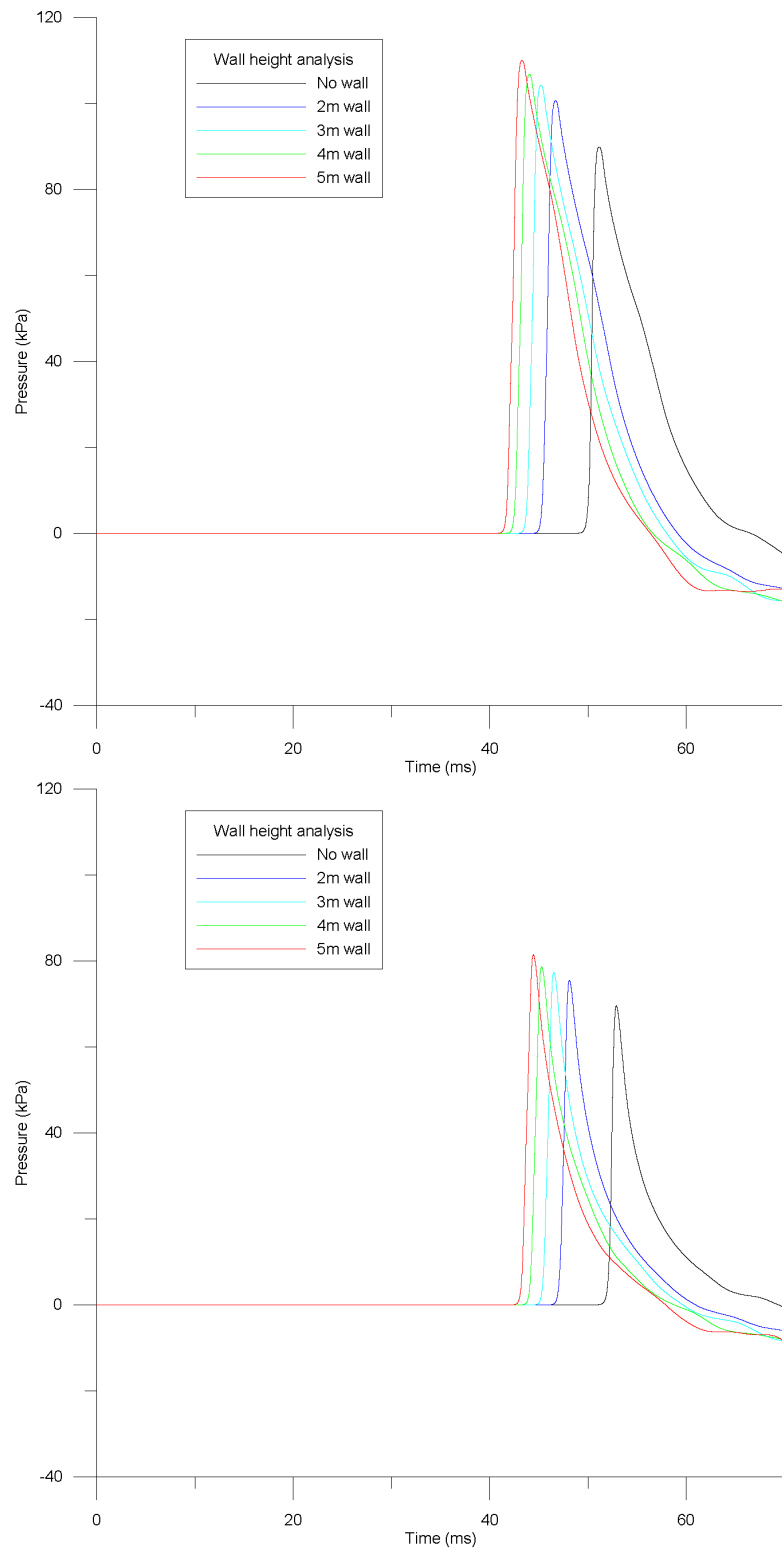 120
Wall height analysis
No wall
2m wall
3m wall
4m wall
5m wall
80
40
0
-40
Pressure (kPa)
0 20 40 60
Time (ms)
120
Wall height analysis
No wall
2m wall
3m wall
4m wall
5m wall
80
40
0
-40
Pressure (kPa)
0 20 40 60
Time (ms)